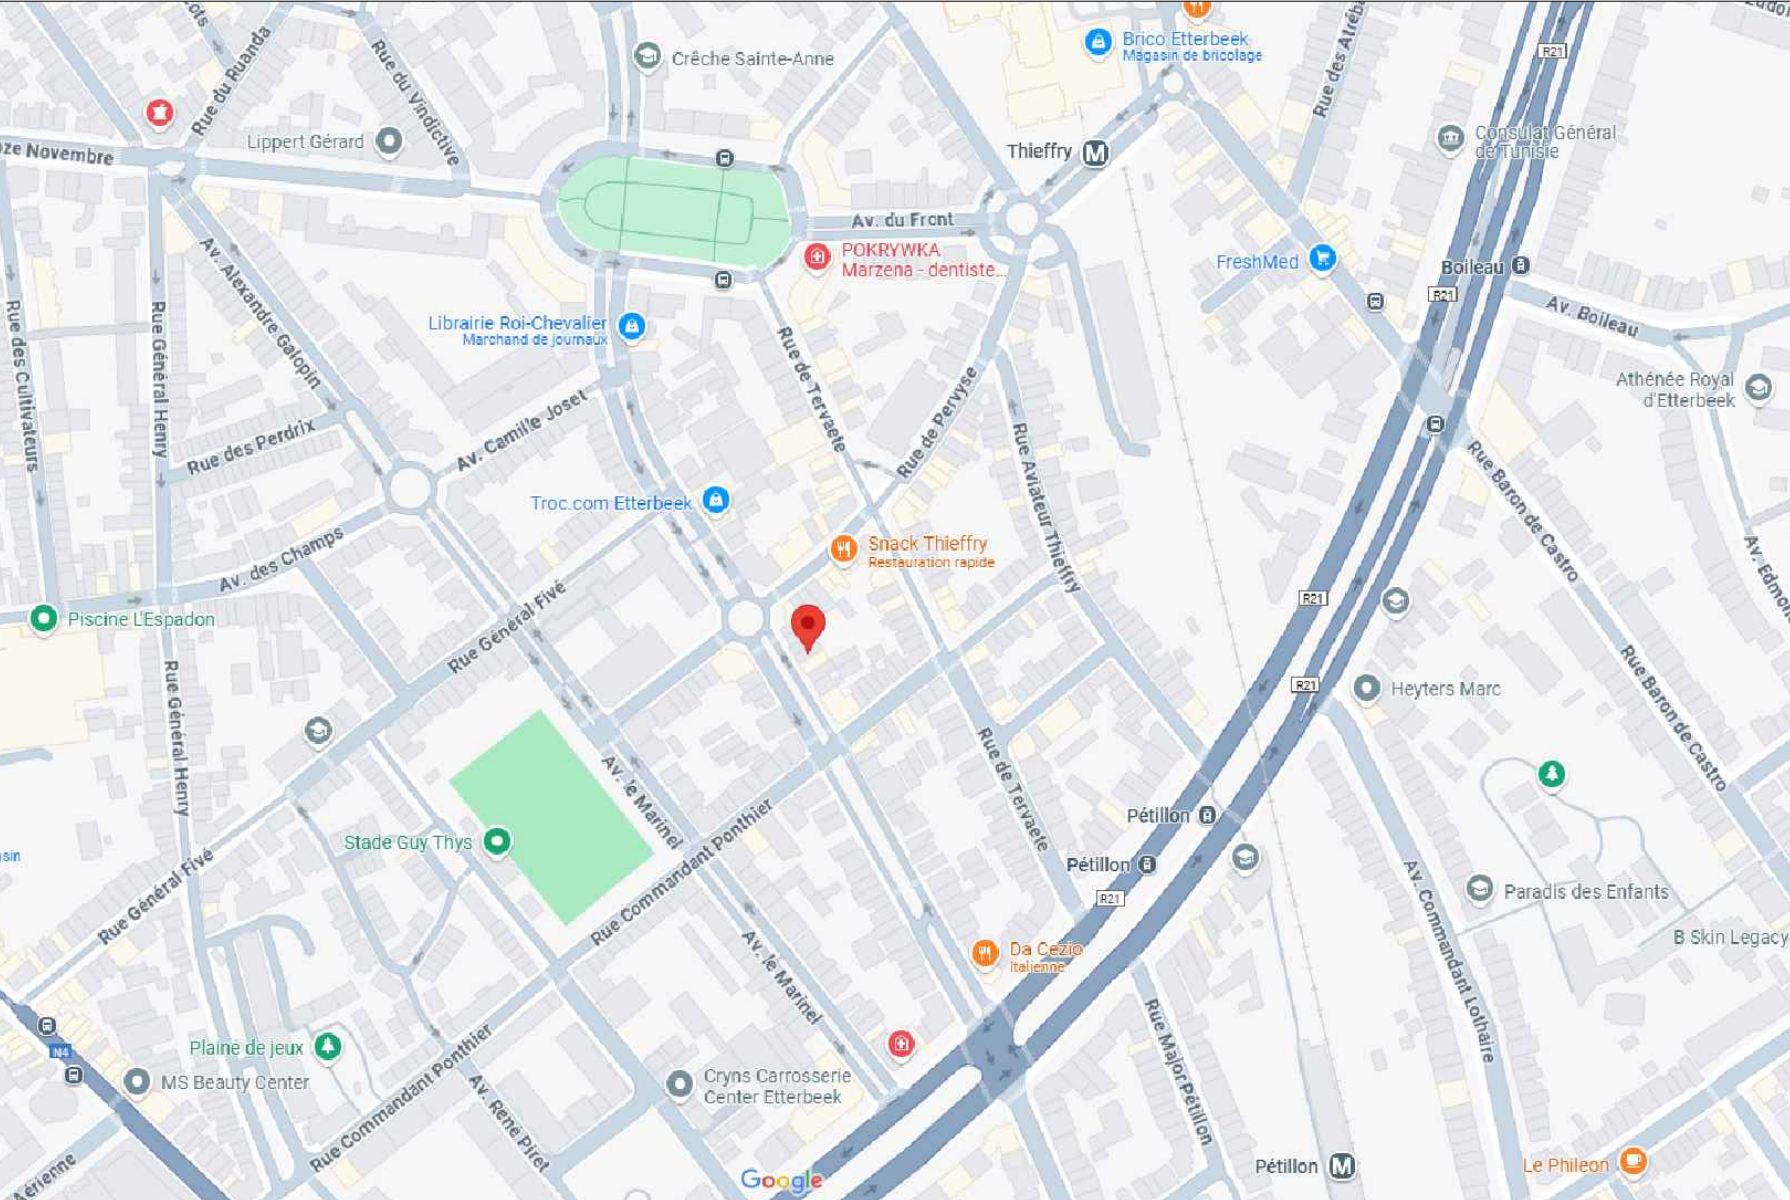 Rue du Ruanda
Rue du Vindictive
Crêche Sainte-Anne
Brico Etterbeek
Magasin de bricolage
R21
Lippert Gérard
ze Novembre
Thieffry
M
Consulat Général
de Tunisie
Av. du Front
POKRYWKA
Marzena - dentiste...
FreshMed
Boileau
R21
Av. Boileau
Av. Alexandre Galopin
Rue des Cultivateurs
Rue Général Henry
Librairie Roi-Chevalier
Marchand de journaux
Rue de Tervaete
Rue de Pervyse
Athénée Royal
d'Etterbeek
Av. Camille Joset
Rue des Perdrix
Rue Aviateur Thieffry
Rue Baron de Castro
Troc.com Etterbeek
Snack Thieffry
Restauration rapide
Av. des Champs
Piscine L'Espadon
Rue Général Fivé
R21
Rue Général Henry
R21
Heyters Marc
Rue Baron de Castro
Rue de Tervaete
Av. le Marinel
Stade Guy Thys
Rue Commandant Ponthier
Pétillon
Pétillon
R21
Av. Commandant Lothaire
Paradis des Enfants
B Skin Legacy
Rue Général Fivé
sin
Da Cezio
Italienne
Av. le Marinel
N4
Plaine de jeux
MS Beauty Center
Rue Commandant Ponthier
Av. René Piret
Cryns Carrosserie
Center Etterbeek
Rue Major Pétillon
Pétillon
M
Le Phileon
Google